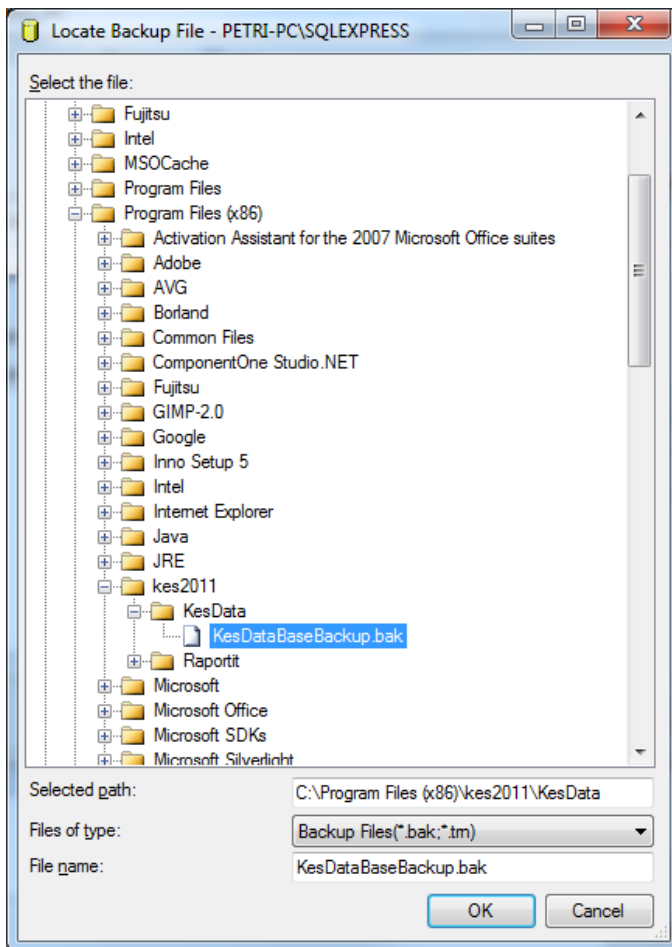 Locate Backup File - PETRI-PC\SQLEXPRESS
Select the file:
Fujitsu
Intel
MSOCache
Program Files
Program Files (x86)
Activation Assistant for the 2007 Microsoft Office suites
Adobe
AVG
Borland
Common Files
ComponentOne Studio.NET
Fujitsu
GIMP-2.0
Google
Inno Setup 5
Intel
Internet Explorer
Java
JRE
kes2011
KesData
KesDataBaseBackup.bak
Raportit
Microsoft
Microsoft Office
Microsoft SDKs
Microsoft Silverlight
Selected path: C:\Program Files (x86)\kes2011\KesData
Files of type: Backup Files(*.bak;*.trn)
File name: KesDataBaseBackup.bak
OK Cancel